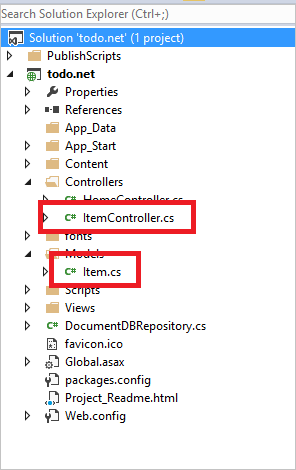 Search Solution Explorer (Ctrl+;)
Solution 'todo.net' (1 project)
PublishScripts
todo.net
Properties
References
App_Data
App_Start
Content
Controllers
HomeController.cs
ItemController.cs
fonts
Models
Item.cs
Scripts
Views
DocumentDBRepository.cs
favicon.ico
Global.asax
packages.config
Project_Readme.html
Web.config